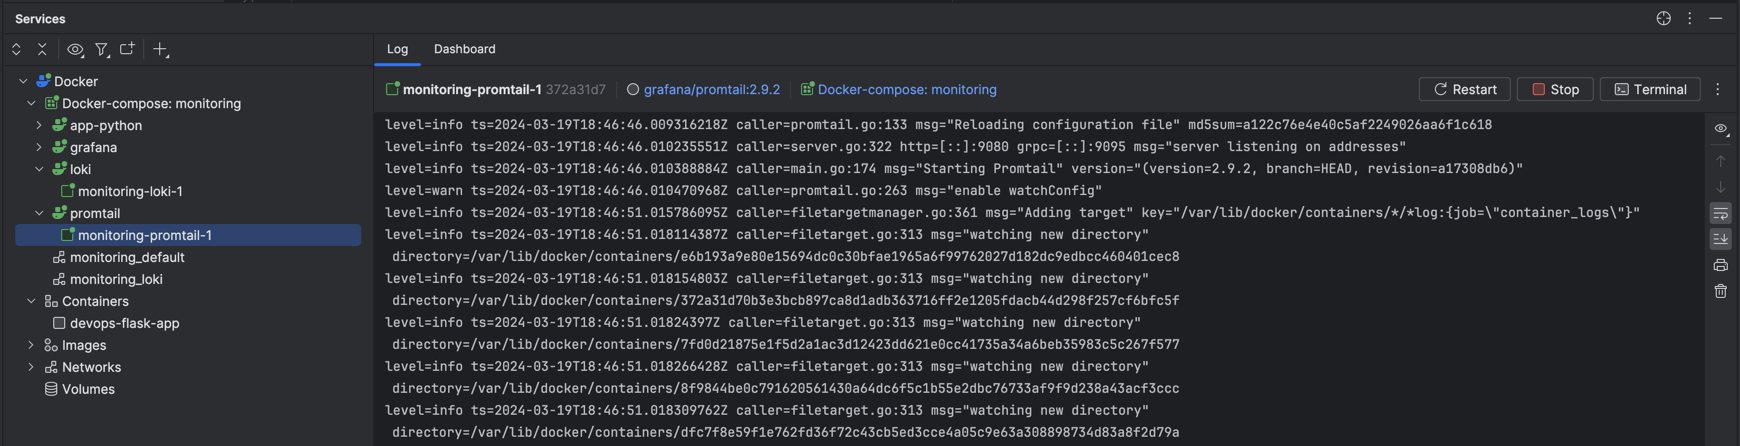 Services
Log
Dashboard
Docker
Docker-compose: monitoring
app-python
grafana
loki
monitoring-loki-1
promtail
monitoring-promtail-1
monitoring_default
monitoring_loki
Containers
devops-flask-app
Images
Networks
Volumes
monitoring-promtail-1 372a31d7 grafana/promtail:2.9.2 Docker-compose: monitoring
Restart
Stop
Terminal
level=info ts=2024-03-19T18:46:46.009316218Z caller=promtail.go:133 msg="Reloading configuration file" md5sum=a122c76e4e40c5af2249026aa6f1c618
level=info ts=2024-03-19T18:46:46.010235551Z caller=server.go:322 http=[::]:9080 grpc=[::]:9095 msg="server listening on addresses"
level=info ts=2024-03-19T18:46:46.010388884Z caller=main.go:174 msg="Starting Promtail" version="(version=2.9.2, branch=HEAD, revision=a17308db6)"
level=warn ts=2024-03-19T18:46:46.010470968Z caller=promtail.go:263 msg="enable watchConfig"
level=info ts=2024-03-19T18:46:51.015786095Z caller=filetargetmanager.go:361 msg="Adding target" key="/var/lib/docker/containers/*/*log:{job=\"container_logs\"}"
level=info ts=2024-03-19T18:46:51.018114387Z caller=filetarget.go:313 msg="watching new directory"
directory=/var/lib/docker/containers/e6b193a9e80e15694dc0c30bfae1965a6f99762027d182dc9edbcc460401cec8
level=info ts=2024-03-19T18:46:51.018154803Z caller=filetarget.go:313 msg="watching new directory"
directory=/var/lib/docker/containers/372a31d70b3e3bcb897ca8d1adb363716ff2e1205fdacb44d298f257cf6bfc5f
level=info ts=2024-03-19T18:46:51.01824397Z caller=filetarget.go:313 msg="watching new directory"
directory=/var/lib/docker/containers/7fd0d21875e1f5d2a1ac3d12423dd621e0cc41735a34a6beb35983c5c267f577
level=info ts=2024-03-19T18:46:51.018266428Z caller=filetarget.go:313 msg="watching new directory"
directory=/var/lib/docker/containers/8f9844be0c791620561430a64dc6f5c1b55e2dbc76733af9f9d238a43acf3ccc
level=info ts=2024-03-19T18:46:51.018309762Z caller=filetarget.go:313 msg="watching new directory"
directory=/var/lib/docker/containers/dfc7f8e59f1e762fd36f72c43cb5ed3cce4a05c9e63a308898734d83a8f2d79a